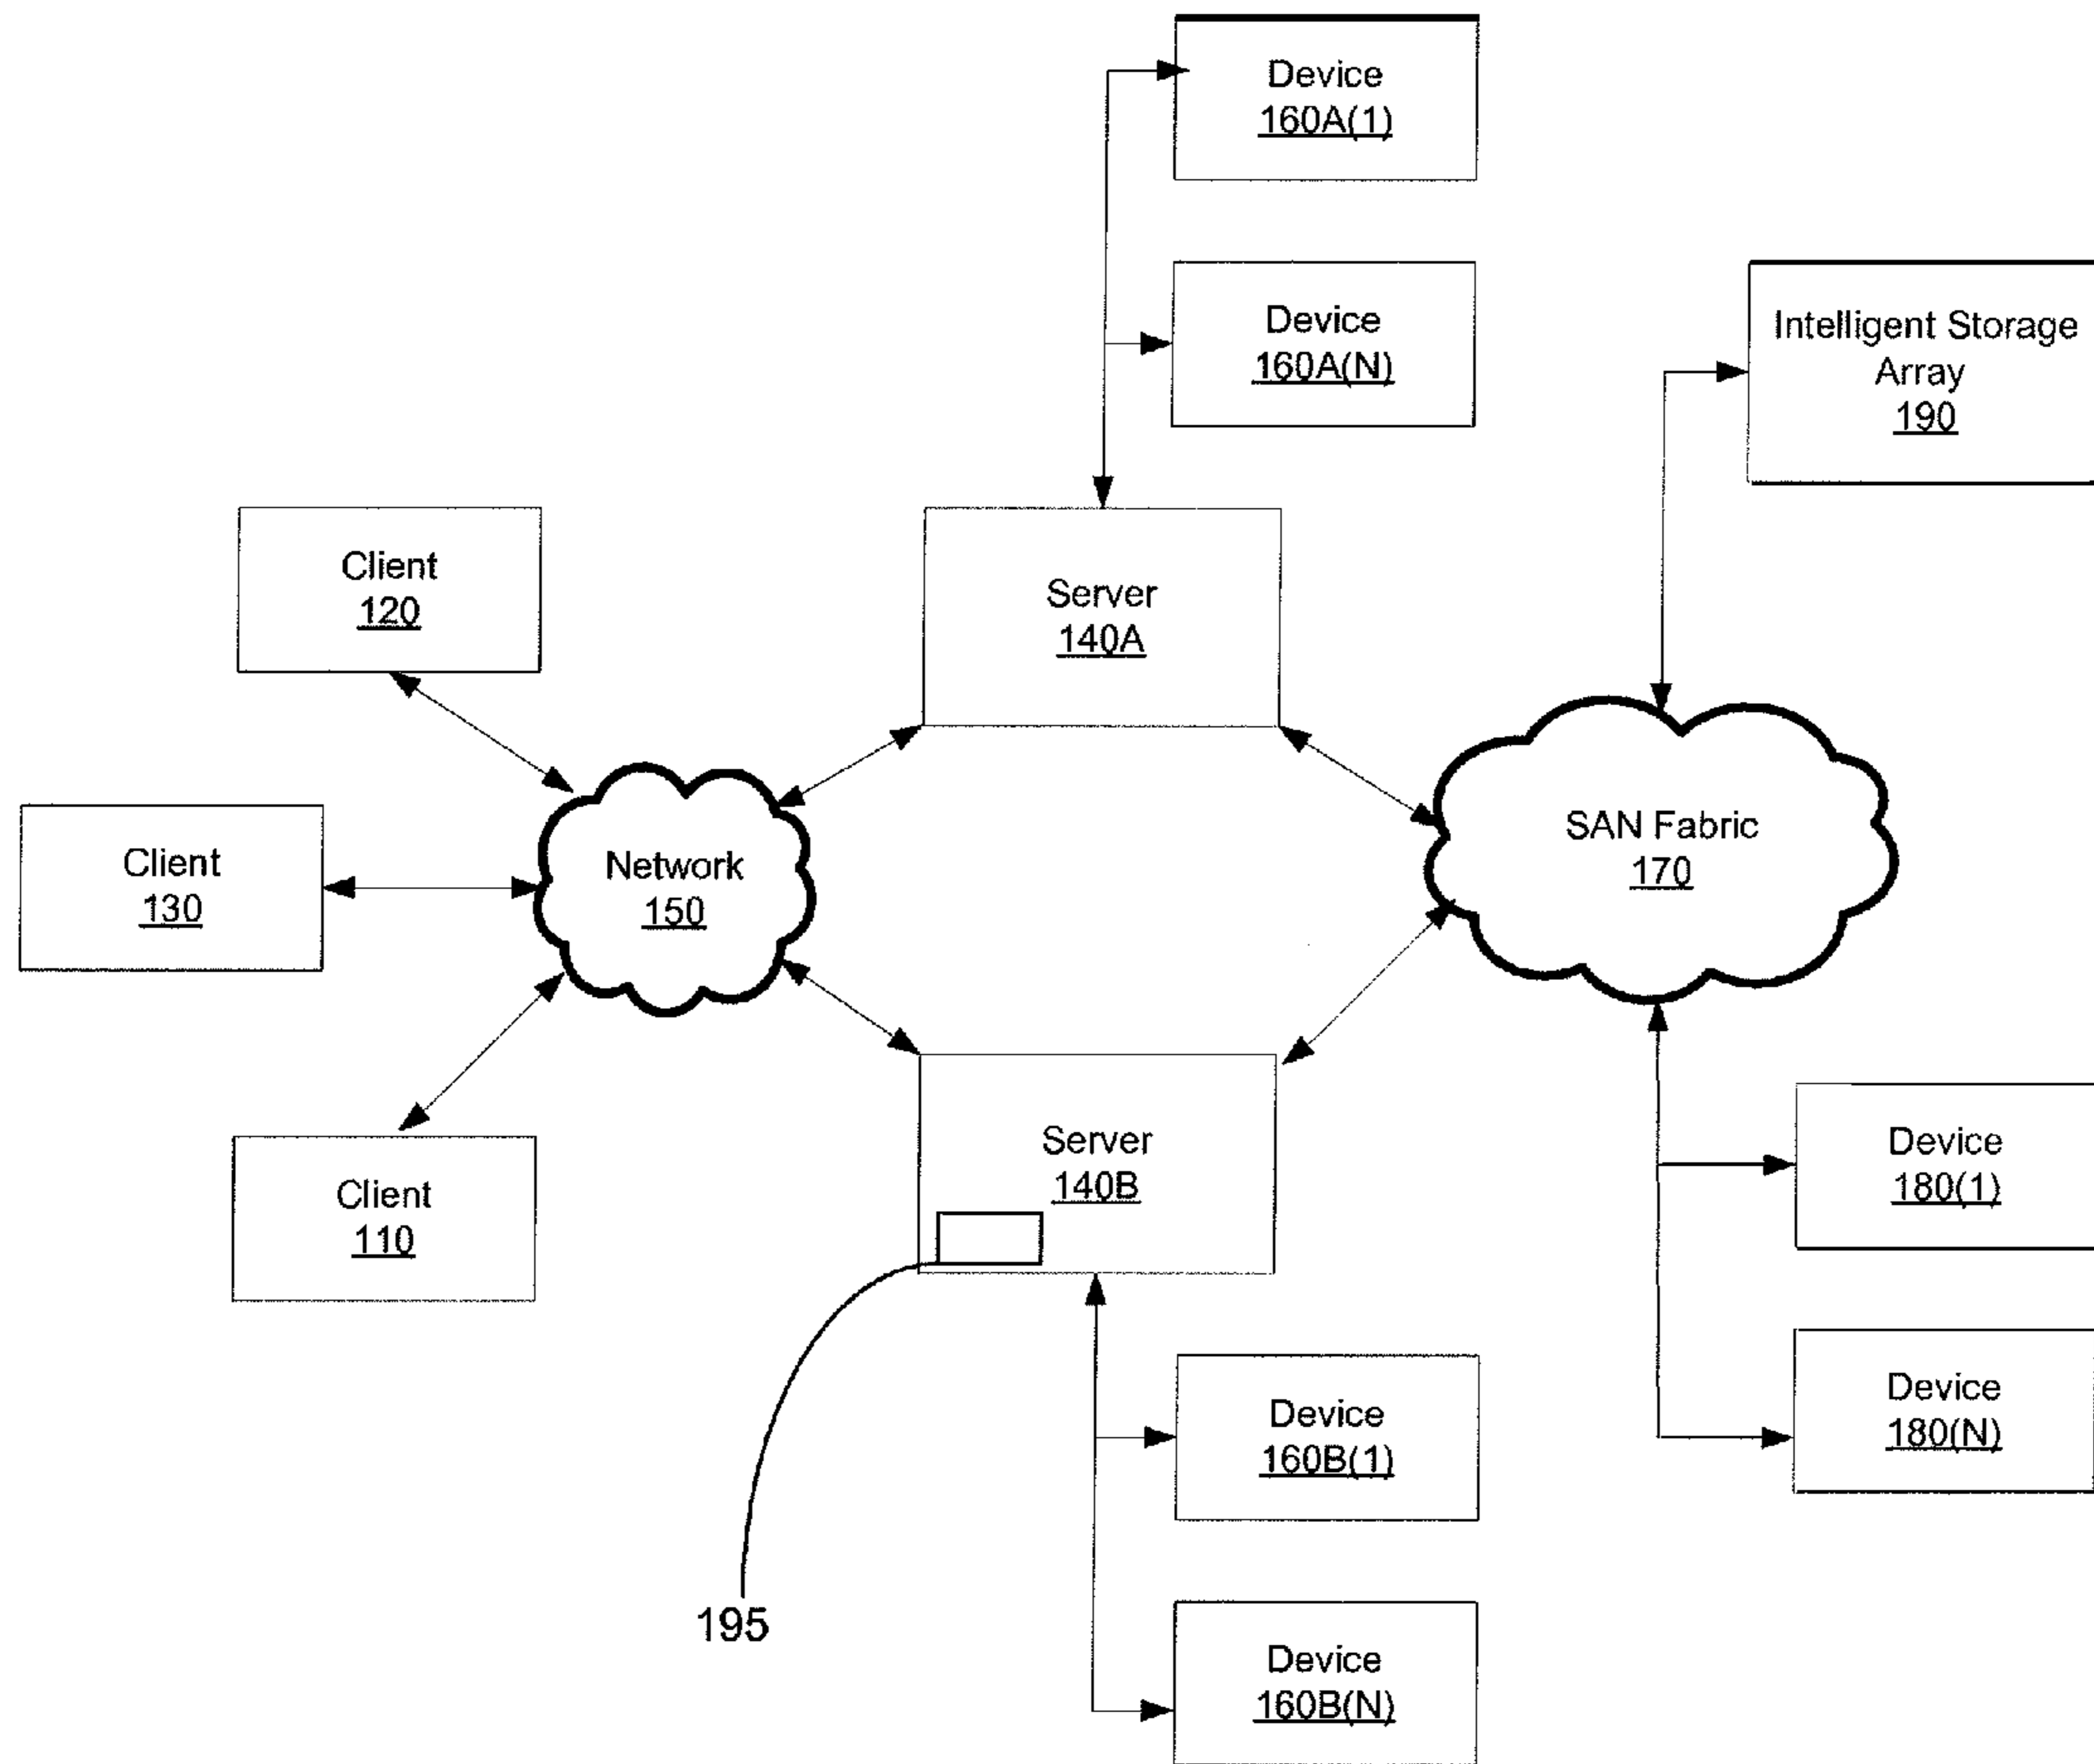 Device
160A(1)
Device
160A(N)
Intelligent Storage
Array
190
Client
120
Server
140A
Client
130
Network
150
SAN Fabric
170
Client
110
Server
140B
Device
180(1)
Device
180(N)
Device
160B(1)
195
Device
160B(N)